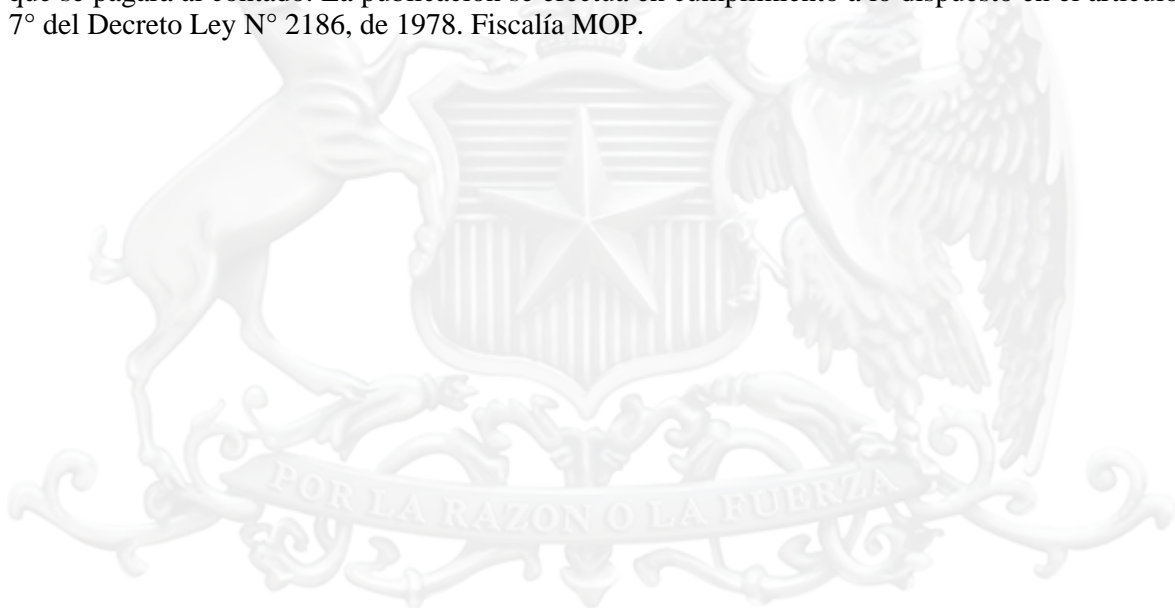 que se pagará al contado. La publicación se efectúa en cumplimiento a lo dispuesto en el artículo
7° del Decreto Ley N° 2186, de 1978. Fiscalía MOP.
POR LA RAZON O LA FUERZA